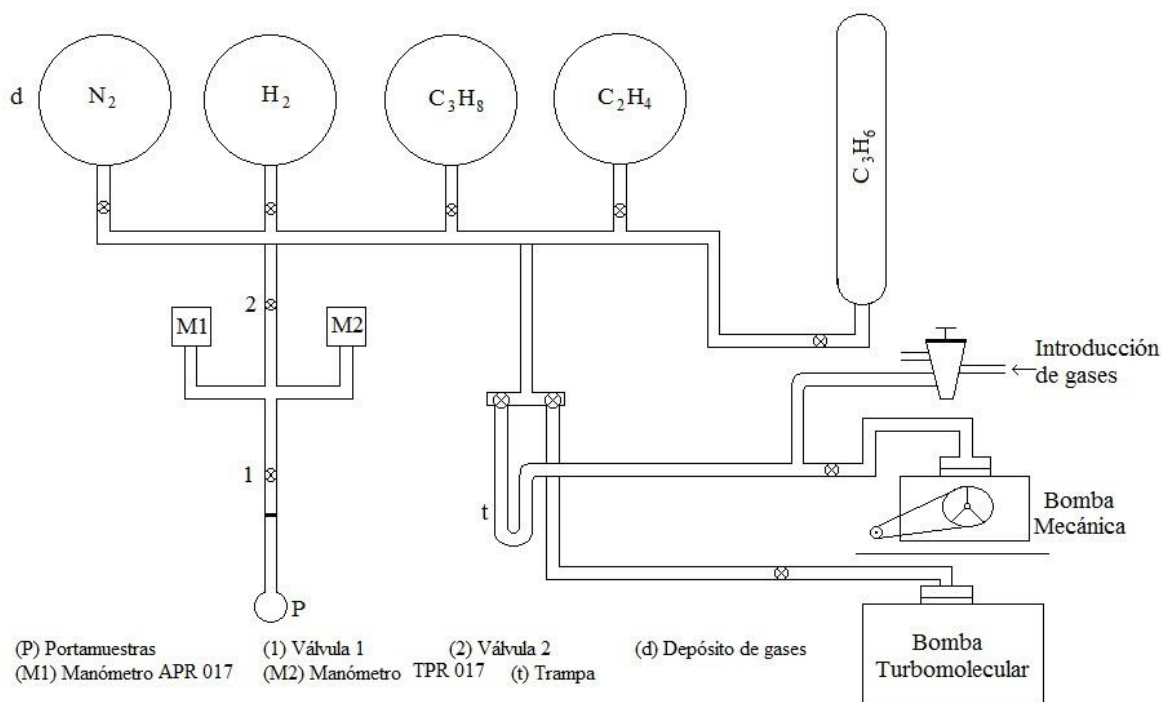 d
N2
H2
C3H8
C2H4
C3H6
2
M1
M2
Introducción
de gases
1
t
Bomba
Mecánica
P
Bomba
Turbomolecular
(P) Portamuestras (1) Válvula 1 (2) Válvula 2 (d) Depósito de gases
(M1) Manómetro APR 017 (M2) Manómetro TPR 017 (t) Trampa